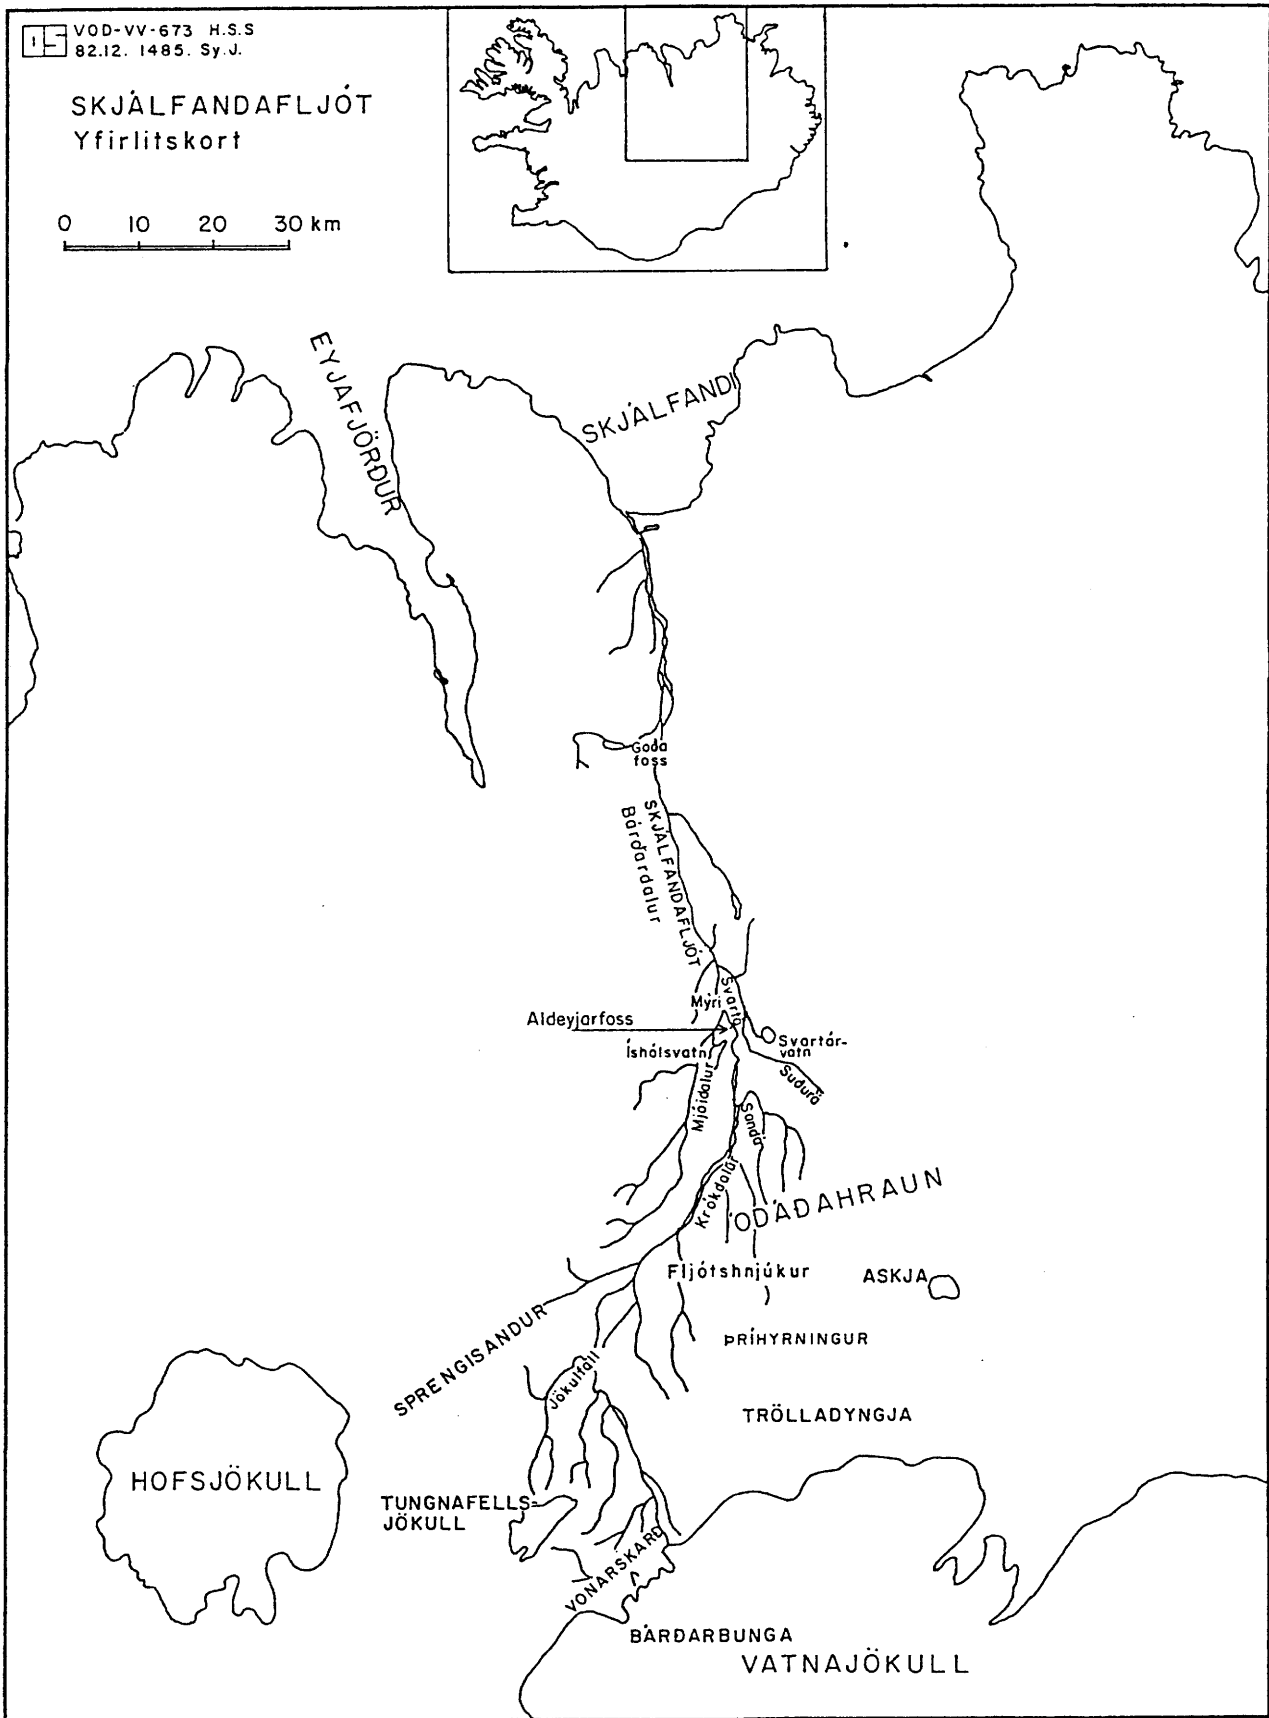 VOD-VV-673 H.S.S
82.12. 1485. Sy.J.
SKJÁLFANDAFLJÓT
Yfirlitskort
0 10 20 30 km
EYJAFJÖRÐUR
SKJÁLFANDI
Goða
foss
SKJÁLFANDAFLJÓT
Bárðardalur
Mýri
Svartá
Aldeyjarfoss
Íshólsvatn
Svartár-
vatn
Suðurá
Mjóidalur
Sandá
Krókdalur
ÓDÁÐAHRAUN
Fljótshnjúkur
ASKJA
SPRENGISANDUR
ÞRÍHYRNINGUR
Jökulfall
TRÖLLADYNGJA
HOFSJÖKULL
TUNGNAFELLS-
JÖKULL
VONARSKARÐ
BÁRÐARBUNGA
VATNAJÖKULL